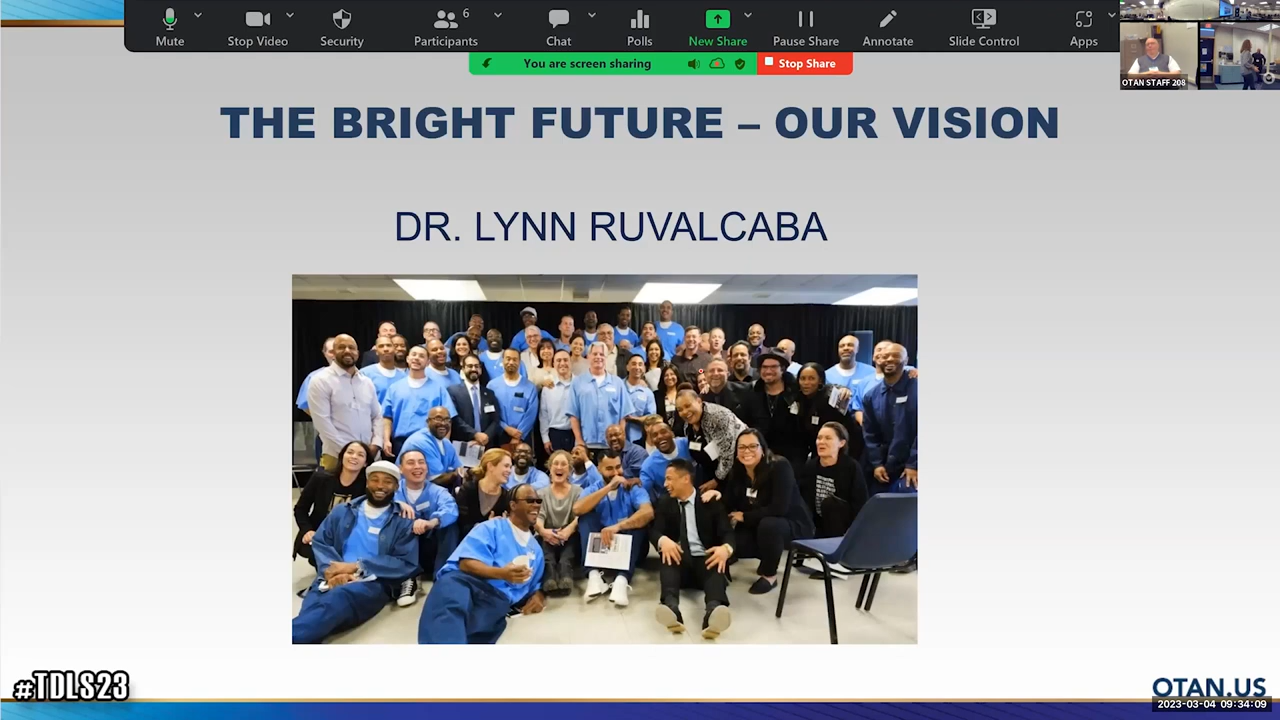 Mute
Stop Video
Security
6
Participants
Chat
Polls
New Share
Pause Share
Annotate
Slide Control
Apps
You are screen sharing
Stop Share
OTAN STAFF 208
THE BRIGHT FUTURE – OUR VISION
DR. LYNN RUVALCABA
#TDLS23
OTAN.US
2023-03-04 09:34:09